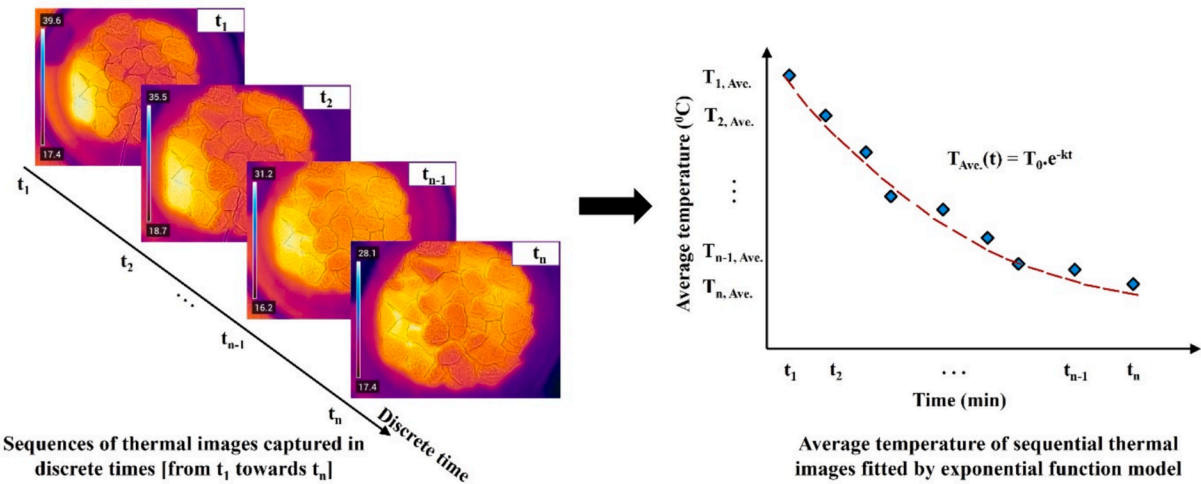 39.6
t1
17.4
35.5
t2
18.7
31.2
tn-1
16.2
28.1
tn
17.4
t1
t2
...
tn-1
tn
Discrete time
Sequences of thermal images captured in
discrete times [from t1 towards tn]
Average temperature (⁰C)
T1, Ave.
T2, Ave.
...
Tn-1, Ave.
Tn, Ave.
TAve.(t) = T0.e-kt
t1 t2 ... tn-1 tn
Time (min)
Average temperature of sequential thermal
images fitted by exponential function model